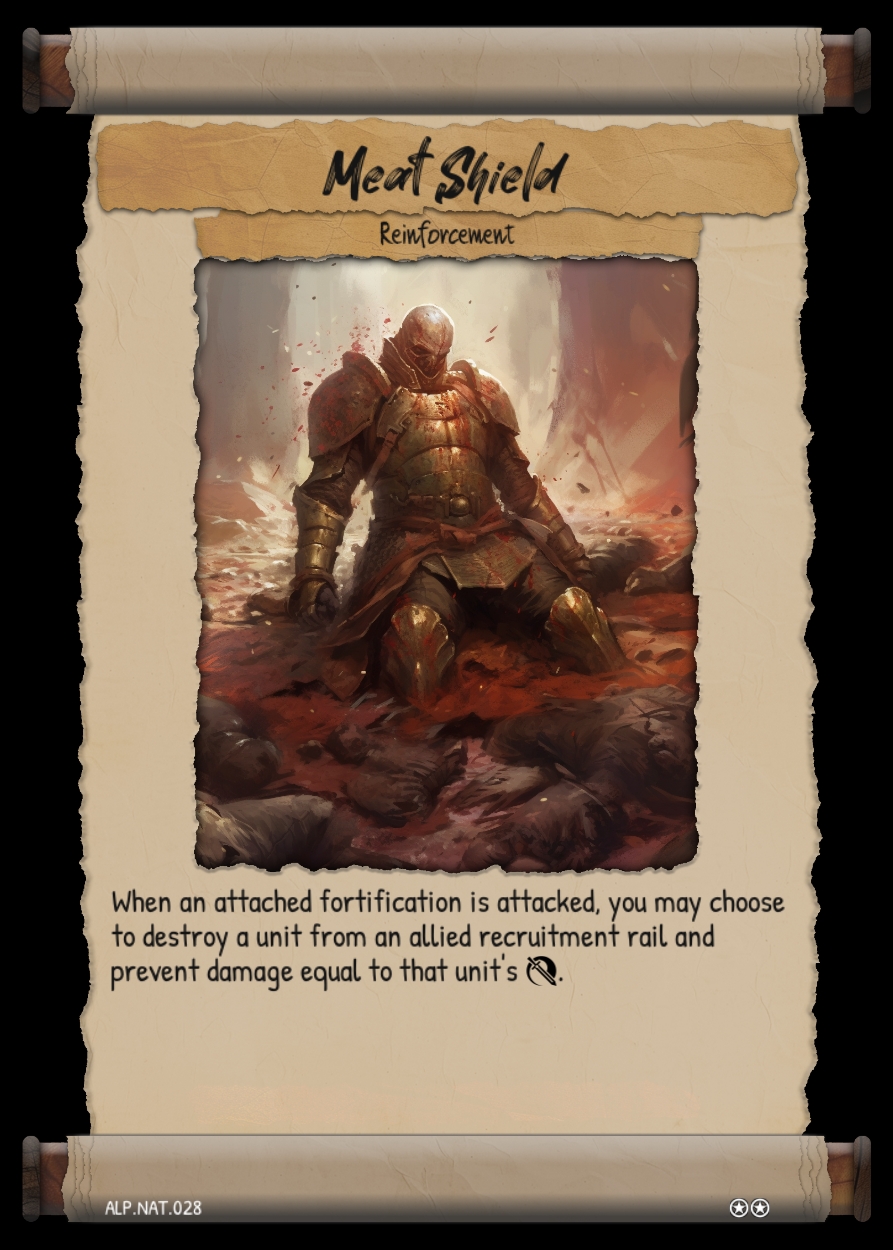 Meat Shield
Reinforcement
When an attached fortification is attacked, you may choose
to destroy a unit from an allied recruitment rail and
prevent damage equal to that unit's .
ALP.NAT.028